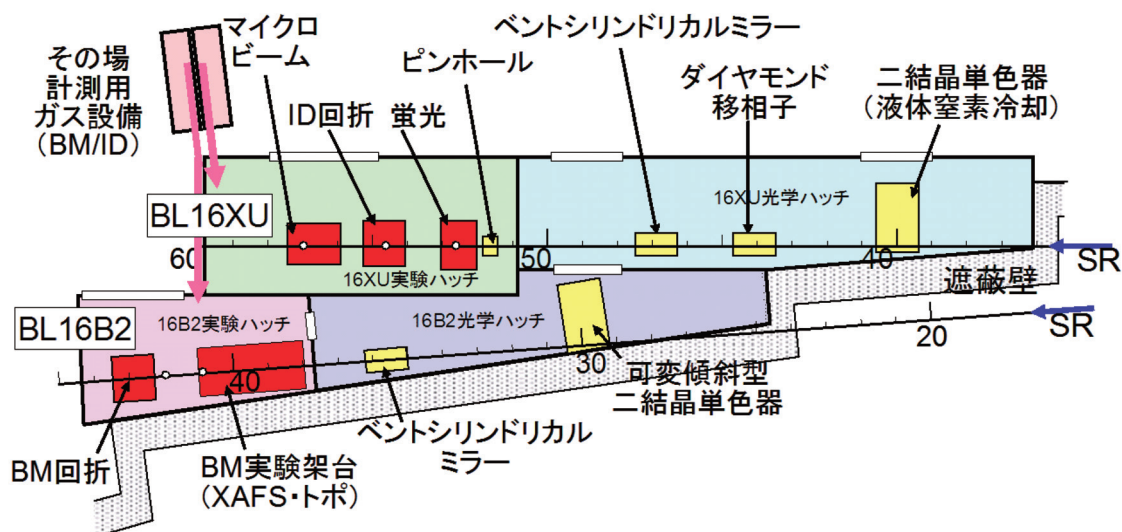 その場
計測用
ガス設備
(BM/ID)
マイクロ
ビーム
ID回折
蛍光
ピンホール
ベントシリンドリカルミラー
ダイヤモンド
移相子
二結晶単色器
(液体窒素冷却)
BL16XU
16XU光学ハッチ
60
50
40
16XU実験ハッチ
SR
遮蔽壁
BL16B2
16B2実験ハッチ
16B2光学ハッチ
SR
20
30
40
可変傾斜型
二結晶単色器
BM回折
BM実験架台
(XAFS・トポ)
ベントシリンドリカル
ミラー